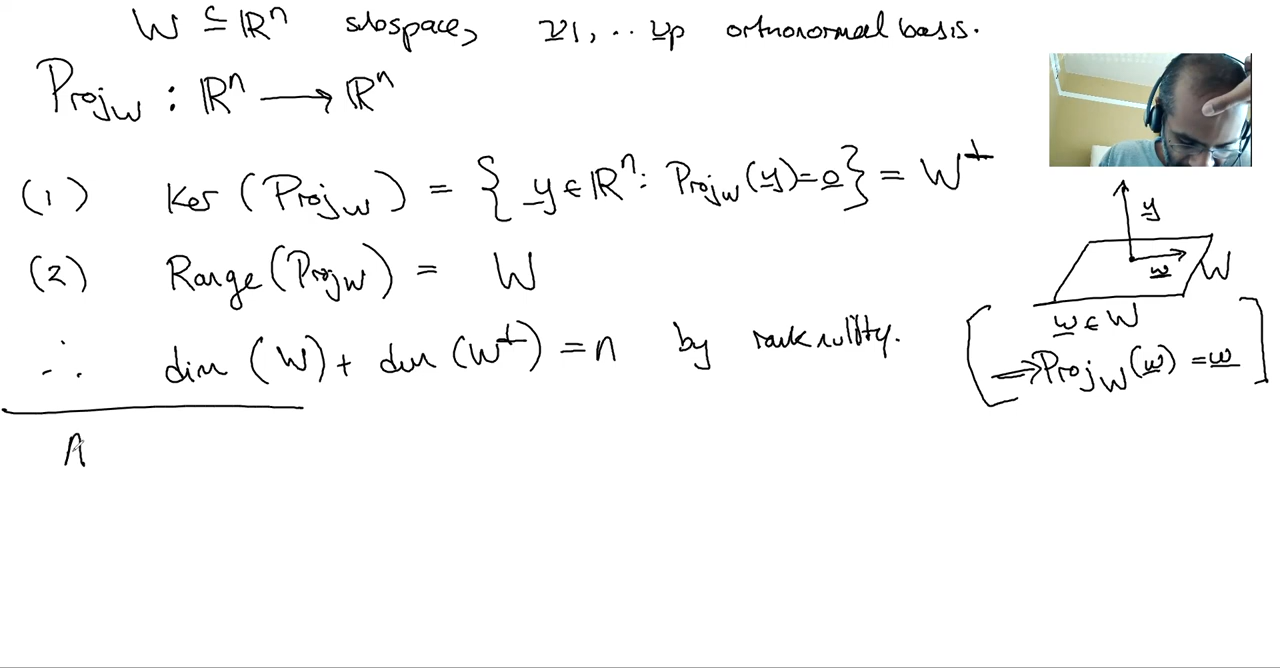 W ⊆ ℝⁿ subspace, v1, .. vp orthonormal basis.
Proj_W : ℝⁿ ⟶ ℝⁿ
(1) Ker (Proj_W) = { y ∈ ℝⁿ : Proj_W (y) = 0 } = W^⊥
y
(2) Range (Proj_W) = W
w W
w ∈ W
∴ dim (W) + dim (W^⊥) = n by rank nullity.
[ ⟹ Proj_W (w) = w ]
A